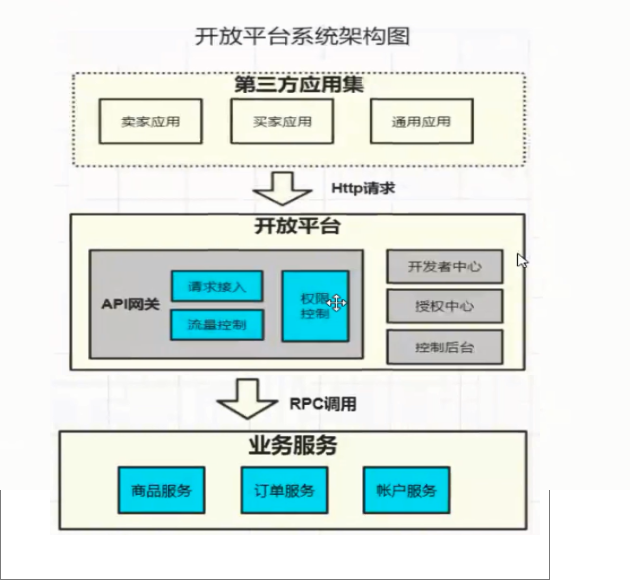 开放平台系统架构图
第三方应用集
卖家应用
买家应用
通用应用
Http请求
开放平台
API网关
请求接入
流量控制
权限
控制
开发者中心
授权中心
控制后台
RPC调用
业务服务
商品服务
订单服务
帐户服务